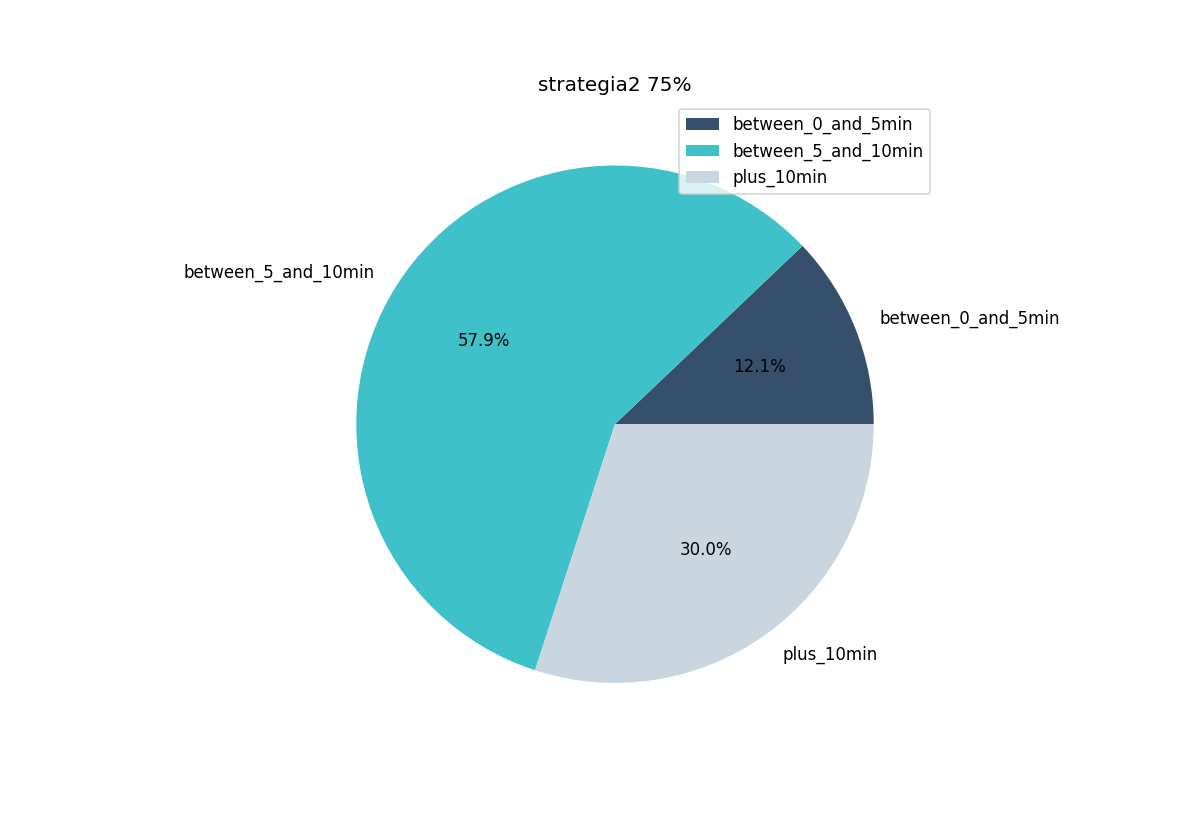 strategia2 75%
between_0_and_5min
between_5_and_10min
plus_10min
between_5_and_10min
between_0_and_5min
57.9%
12.1%
30.0%
plus_10min